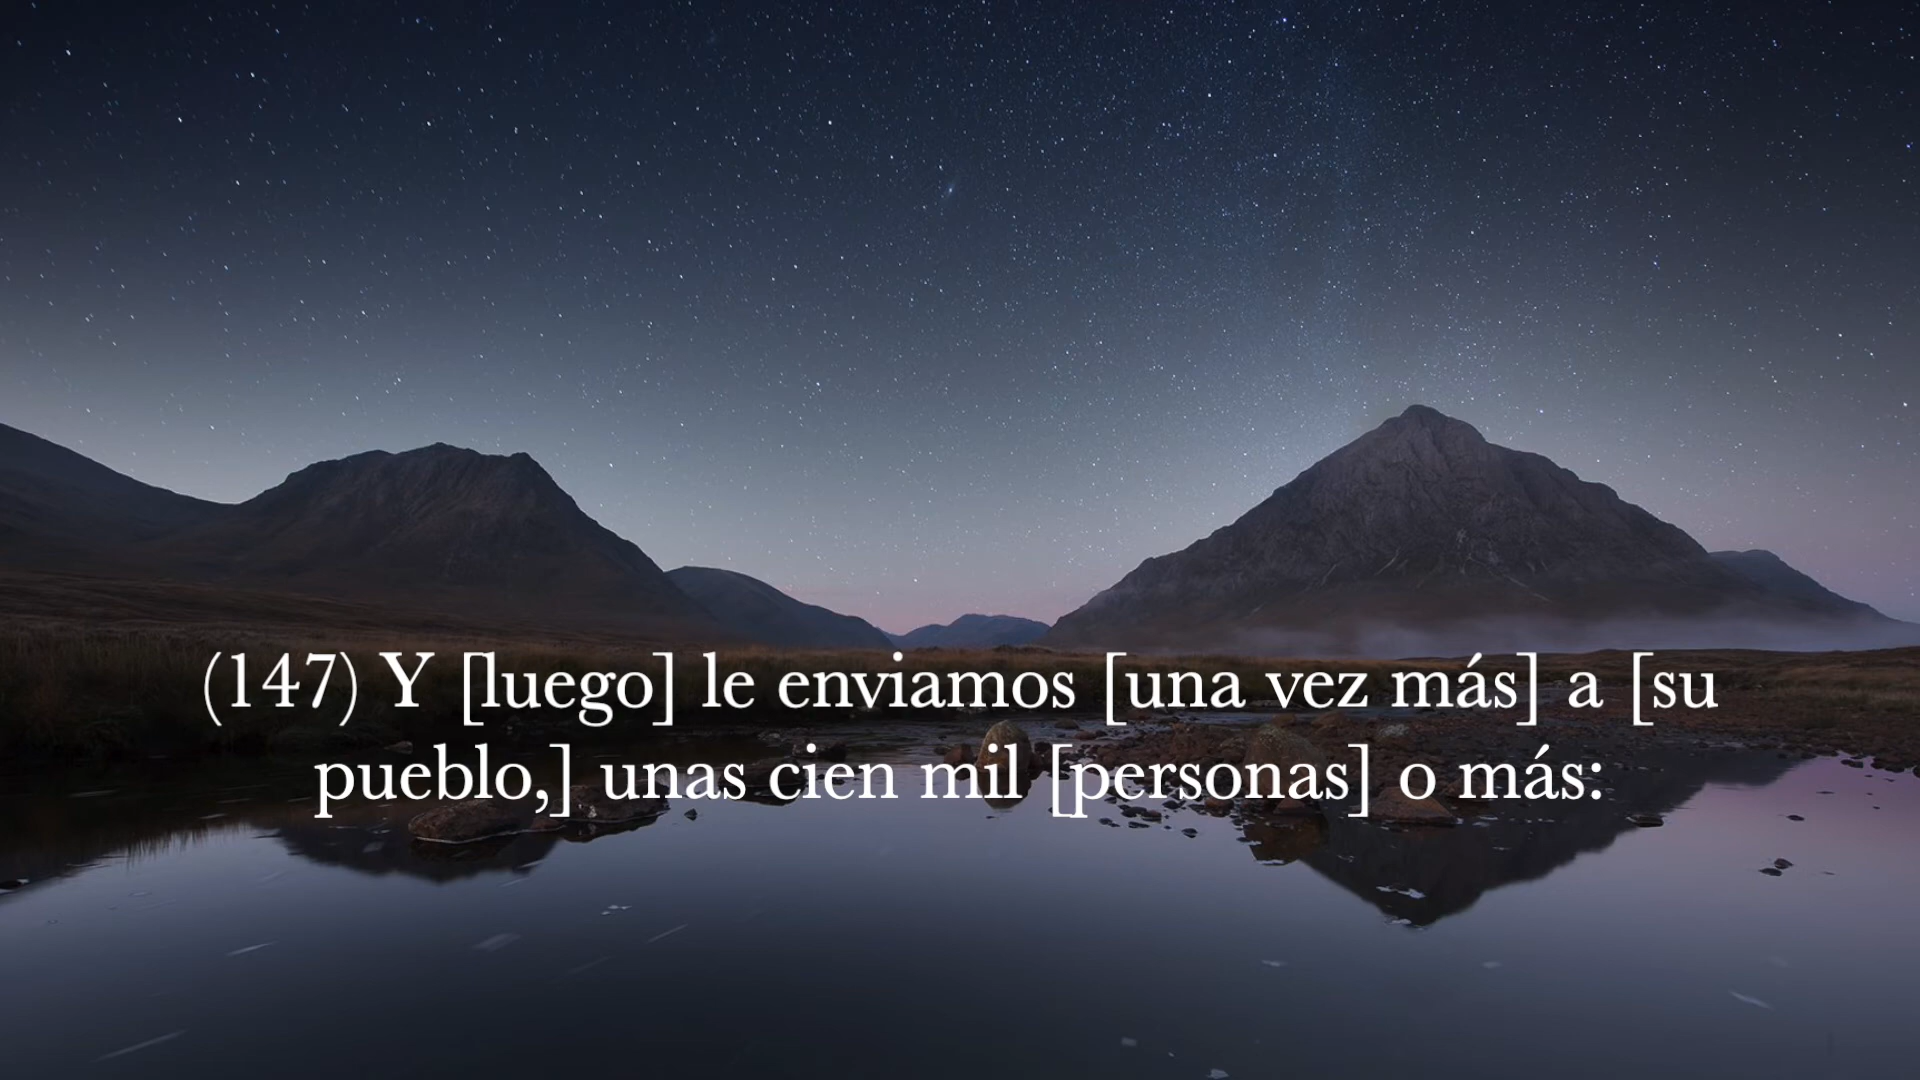 (147) Y [luego] le enviamos [una vez más] a [su
pueblo,] unas cien mil [personas] o más: